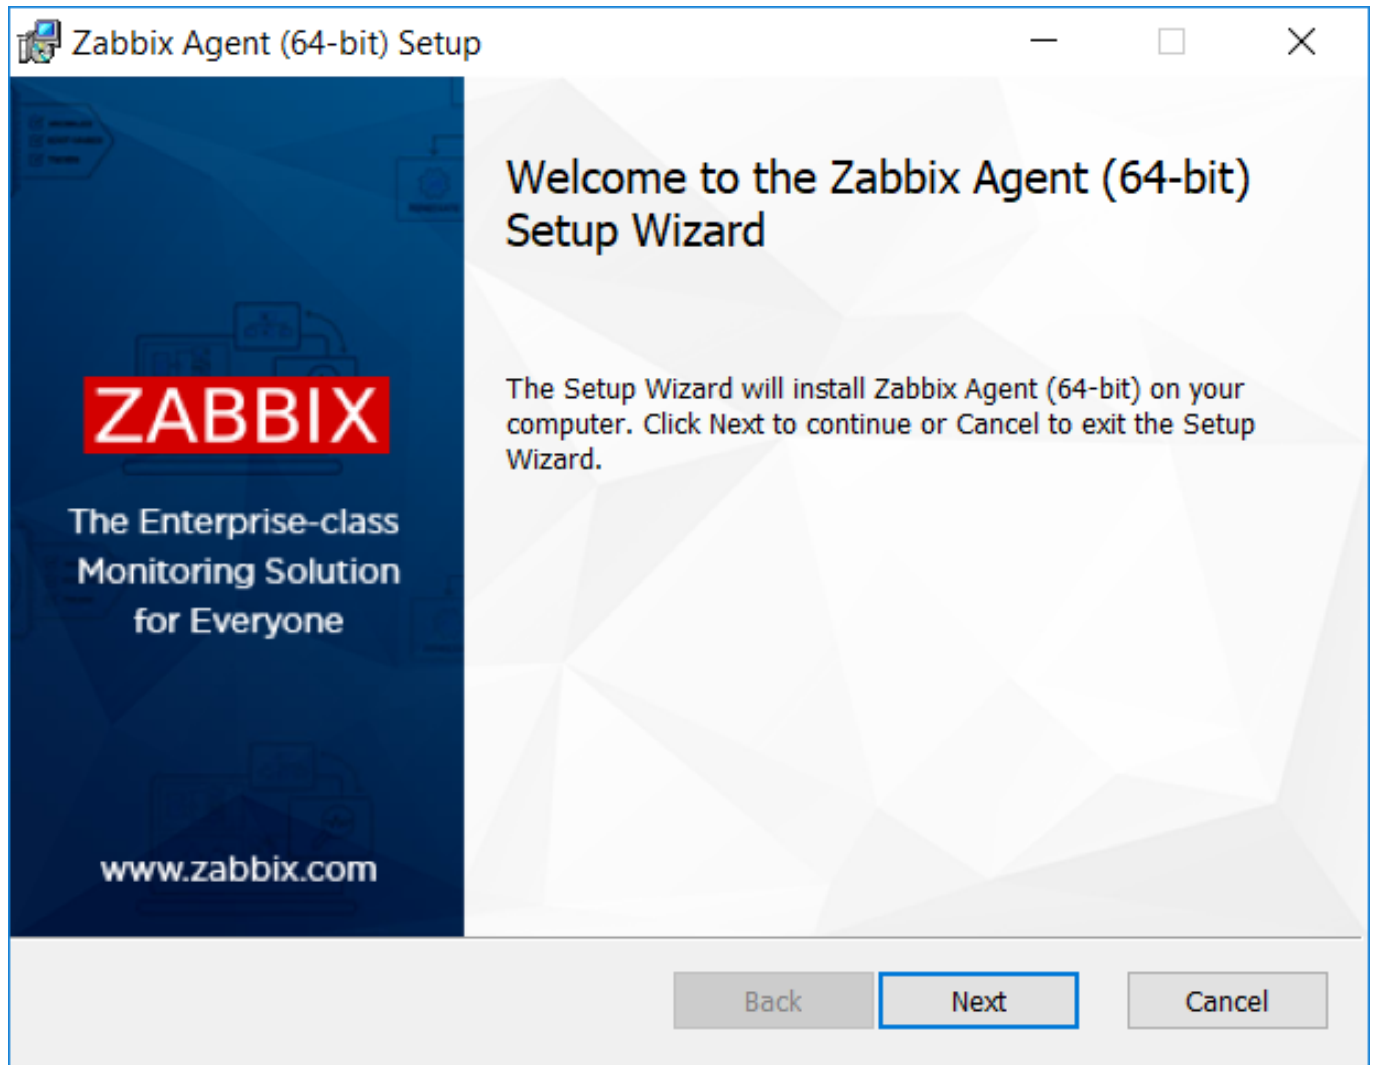 Zabbix Agent (64-bit) Setup
Welcome to the Zabbix Agent (64-bit)
Setup Wizard
The Setup Wizard will install Zabbix Agent (64-bit) on your
computer. Click Next to continue or Cancel to exit the Setup
Wizard.
ZABBIX
The Enterprise-class
Monitoring Solution
for Everyone
www.zabbix.com
Back
Next
Cancel